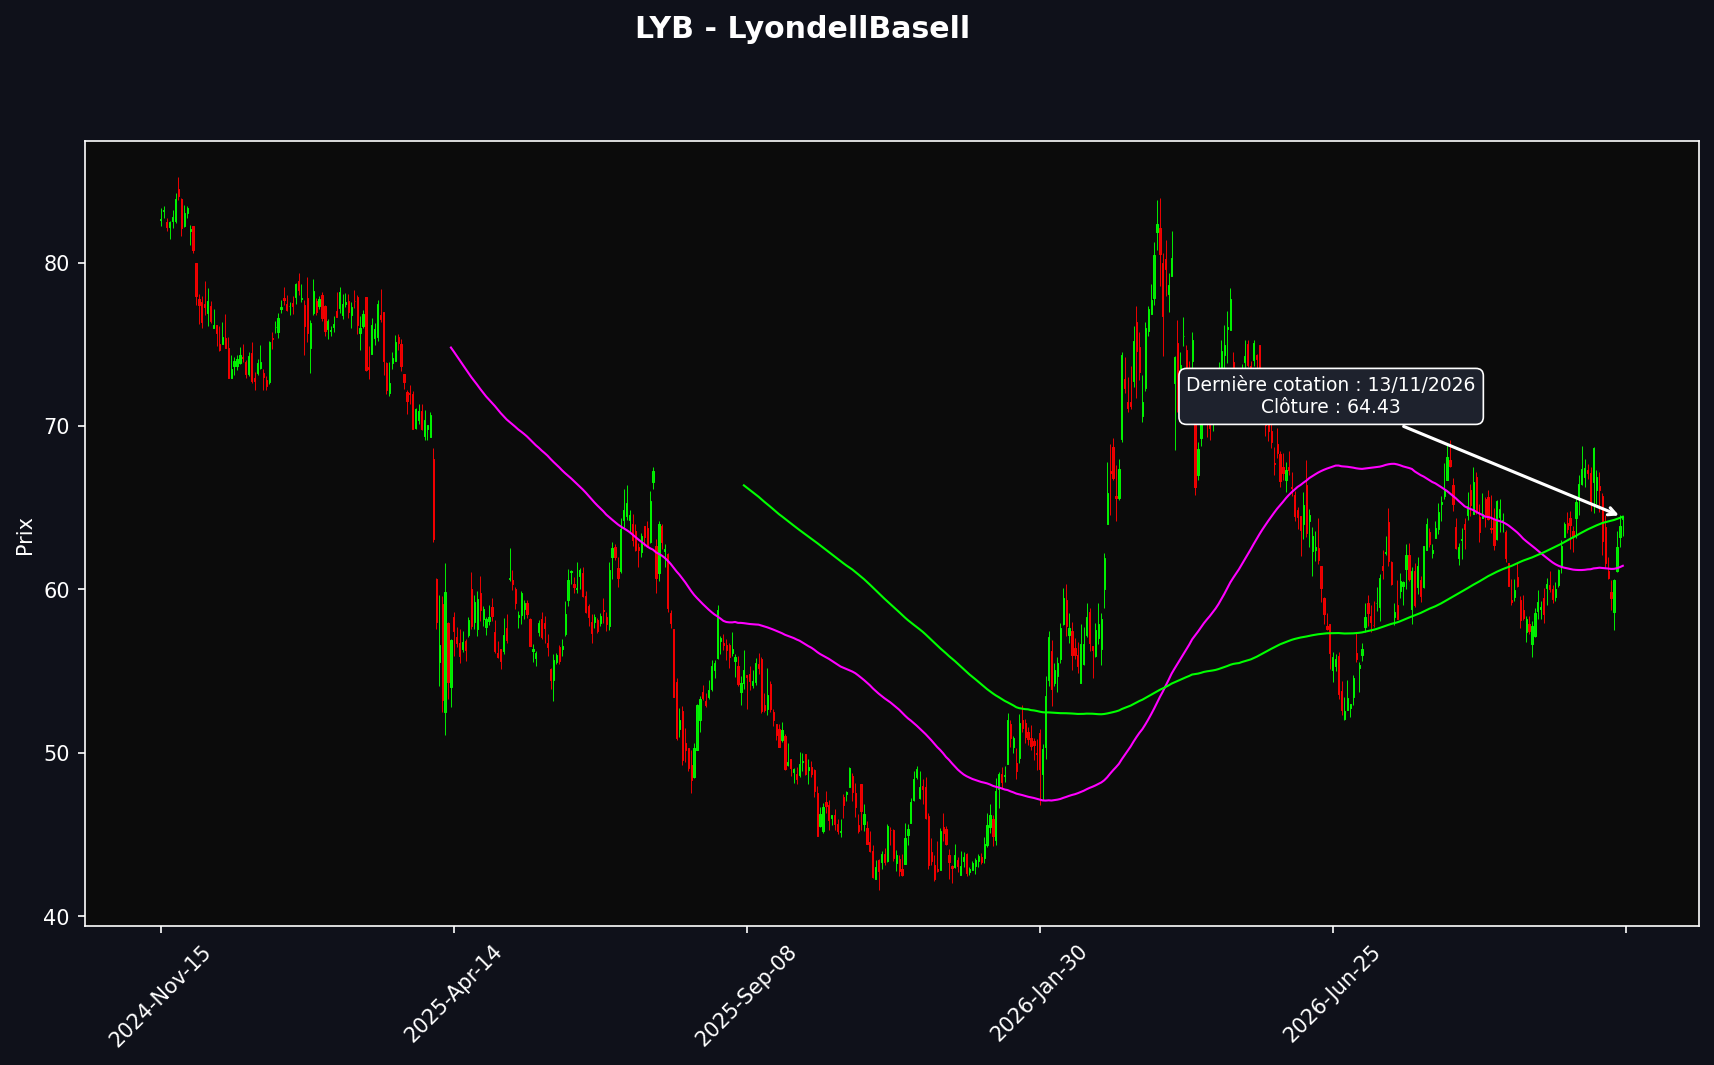 LYB - LyondellBasell
Prix
80
70
60
50
40
Dernière cotation : 13/11/2026
Clôture : 64.43
2024-Nov-15
2025-Apr-14
2025-Sep-08
2026-Jan-30
2026-Jun-25